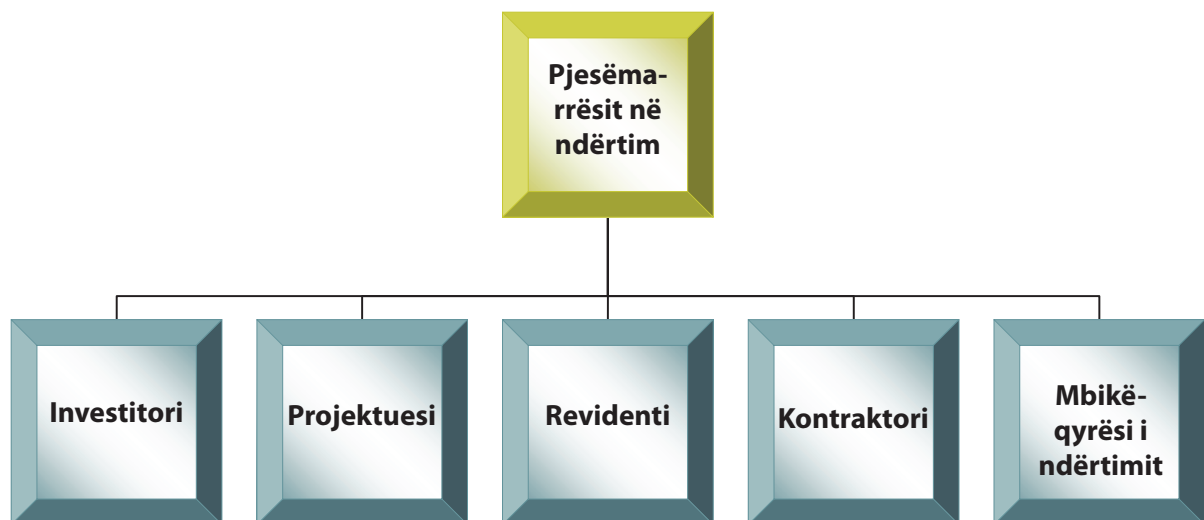 Pjesëma-
rrësit në
ndërtim
Investitori
Projektuesi
Revidenti
Kontraktori
Mbikë-
qyrësi i
ndërtimit